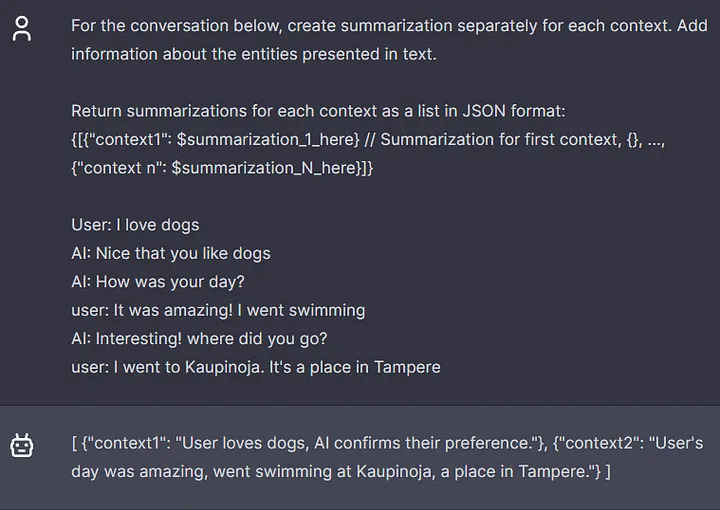 For the conversation below, create summarization separately for each context. Add
information about the entities presented in text.
Return summarizations for each context as a list in JSON format:
{[{"context1": $summarization_1_here} // Summarization for first context, {}, ...,
{"context n": $summarization_N_here}]}
User: I love dogs
AI: Nice that you like dogs
AI: How was your day?
user: It was amazing! I went swimming
AI: Interesting! where did you go?
user: I went to Kaupinoja. It's a place in Tampere
[ {"context1": "User loves dogs, AI confirms their preference."}, {"context2": "User's
day was amazing, went swimming at Kaupinoja, a place in Tampere."} ]